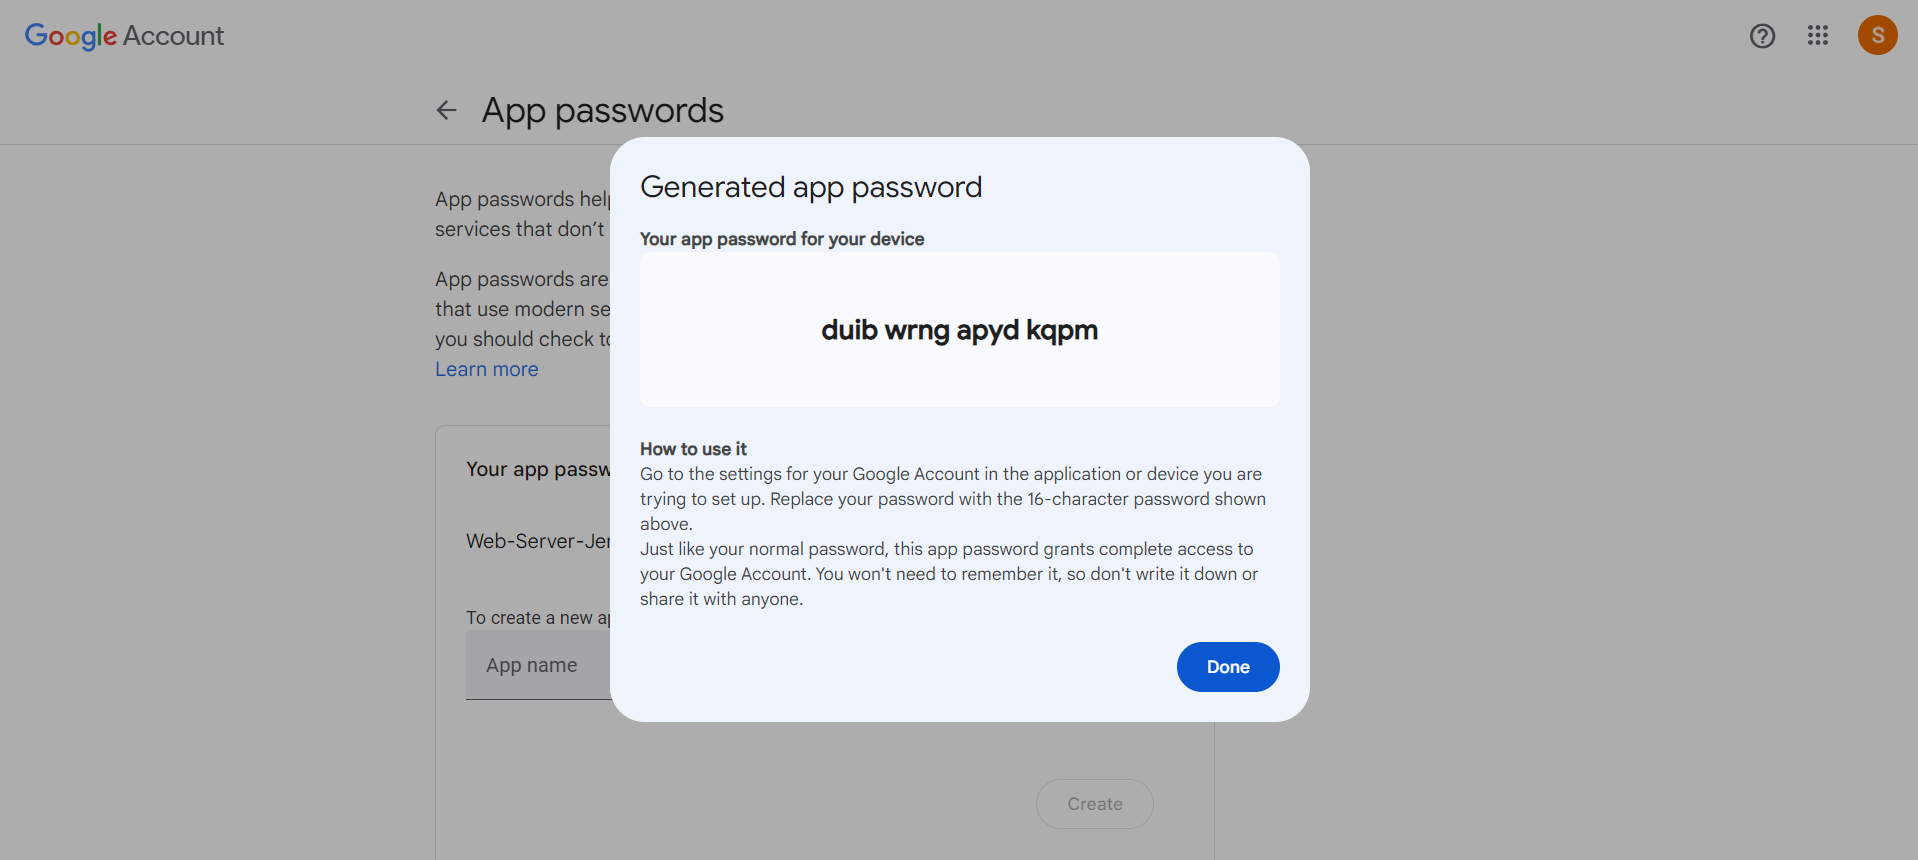 Google Account
S
App passwords
App passwords help
services that don't
App passwords are
that use modern se
you should check to
Learn more
Your app passw
Web-Server-Jen
To create a new ap
App name
Create
Generated app password
Your app password for your device
duib wrng apyd kqpm
How to use it
Go to the settings for your Google Account in the application or device you are
trying to set up. Replace your password with the 16-character password shown
above.
Just like your normal password, this app password grants complete access to
your Google Account. You won't need to remember it, so don't write it down or
share it with anyone.
Done